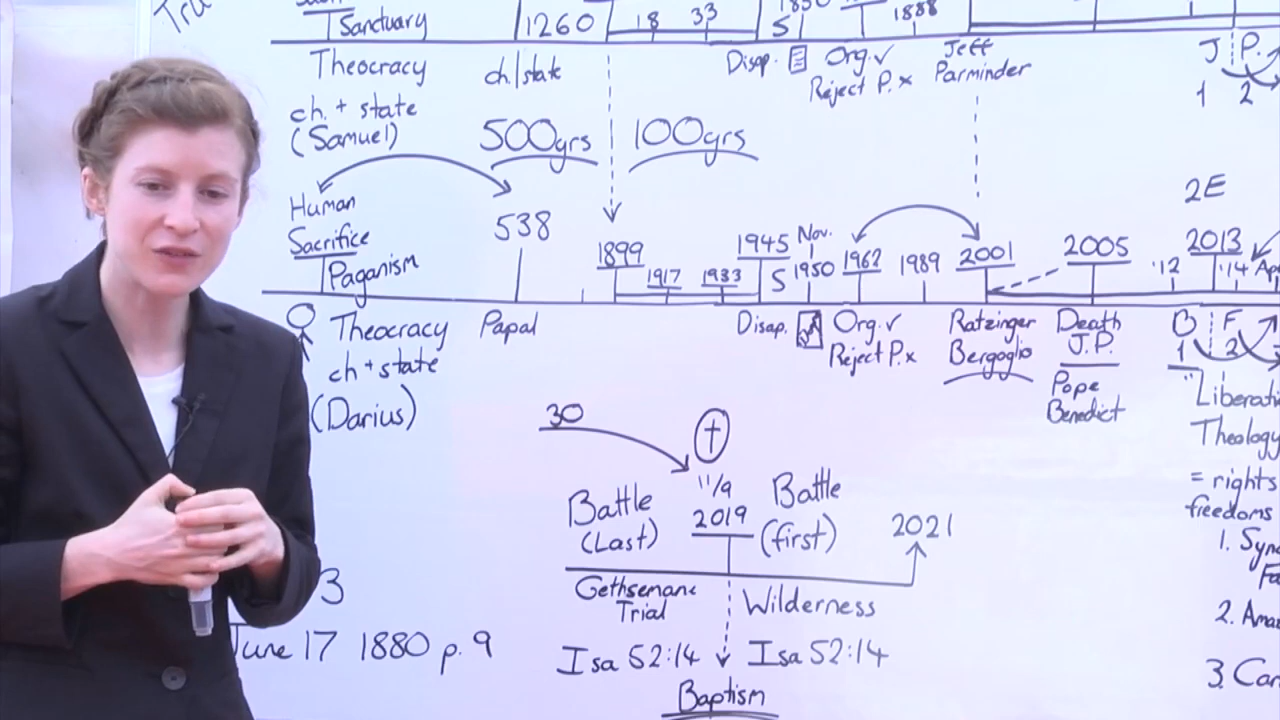 Sanctuary
1260
18
33
S
1888
Theocracy
ch/state
Disap.
Org.✓
Reject P. x
Jeff
Parminder
J P.
1 2
ch. + state
(Samuel)
500yrs
100yrs
2E
Human
Sacrifice
Paganism
538
1899
1917
1933
1945
S
Nov.
1950
1962
1989
2001
2005
'12
2013
'14
Theocracy
ch + state
(Darius)
Papal
Disap.
Org.✓
Reject P. x
Ratzinger
Bergoglio
Death
J.P.
Pope
Benedict
B F
1 2
Theology
= rights
freedoms
1.
2.
3.
30
Battle
(Last)
11/9
2019
Battle
(first)
2021
Gethsemane
Trial
Wilderness
Isa 52:14
Isa 52:14
Baptism
3
June 17 1880 p. 9